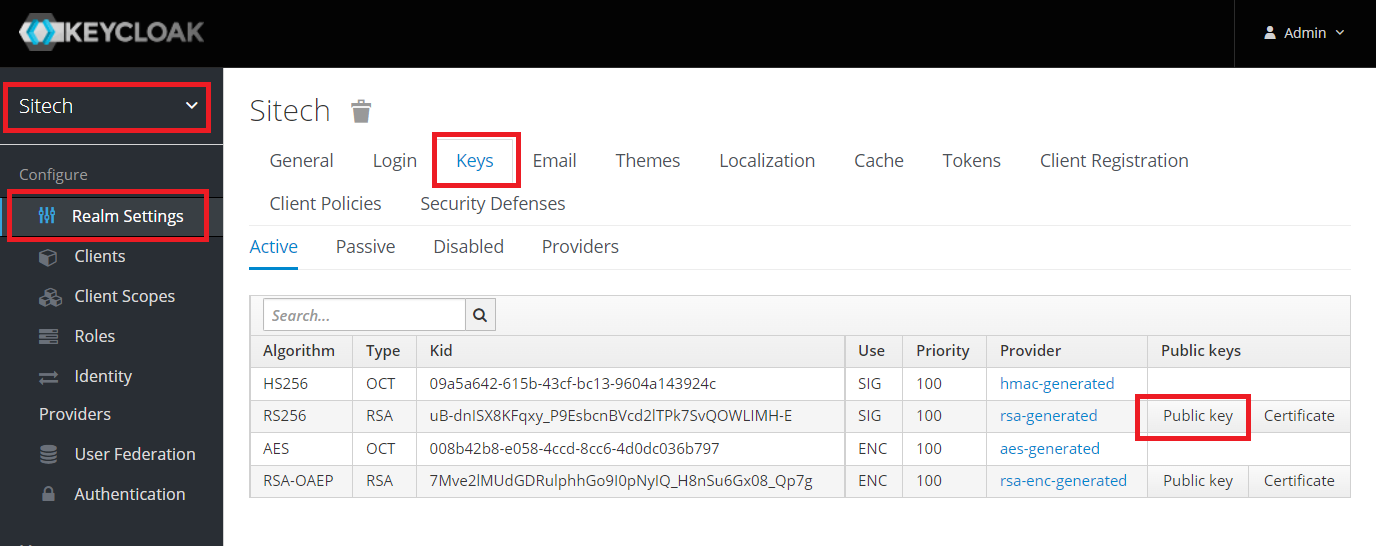 KEYCLOAK
Admin
Sitech
Configure
Realm Settings
Clients
Client Scopes
Roles
Identity
Providers
User Federation
Authentication
Sitech
General Login Keys Email Themes Localization Cache Tokens Client Registration
Client Policies Security Defenses
Active Passive Disabled Providers
Search...
Algorithm Type Kid Use Priority Provider Public keys
HS256 OCT 09a5a642-615b-43cf-bc13-9604a143924c SIG 100 hmac-generated
RS256 RSA uB-dnISX8KFqxy_P9EsbcnBVcd2lTPk7SvQOWLIMH-E SIG 100 rsa-generated Public key Certificate
AES OCT 008b42b8-e058-4ccd-8cc6-4d0dc036b797 ENC 100 aes-generated
RSA-OAEP RSA 7Mve2lMUdGDRulphhGo9I0pNyIQ_H8nSu6Gx08_Qp7g ENC 100 rsa-enc-generated Public key Certificate